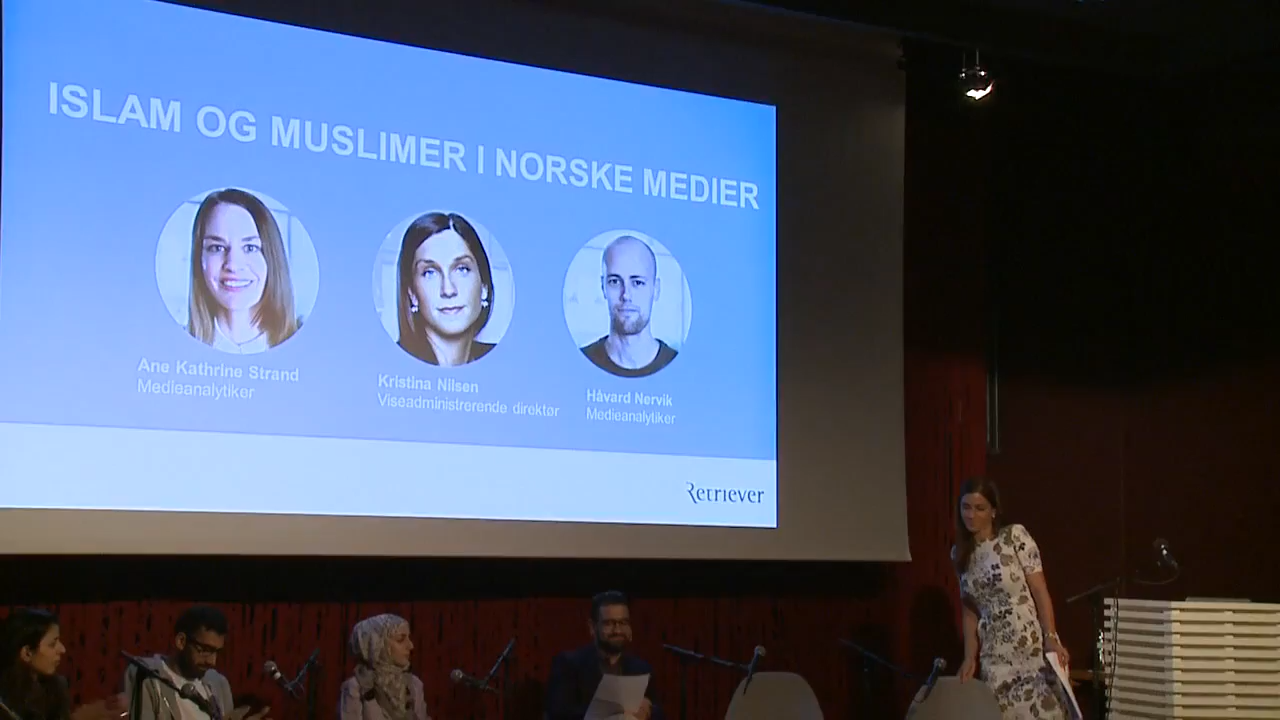 ISLAM OG MUSLIMER I NORSKE MEDIER
Ane Kathrine Strand
Medieanalytiker
Kristina Nilsen
Viseadministrerende direktør
Håvard Nervik
Medieanalytiker
Retriever